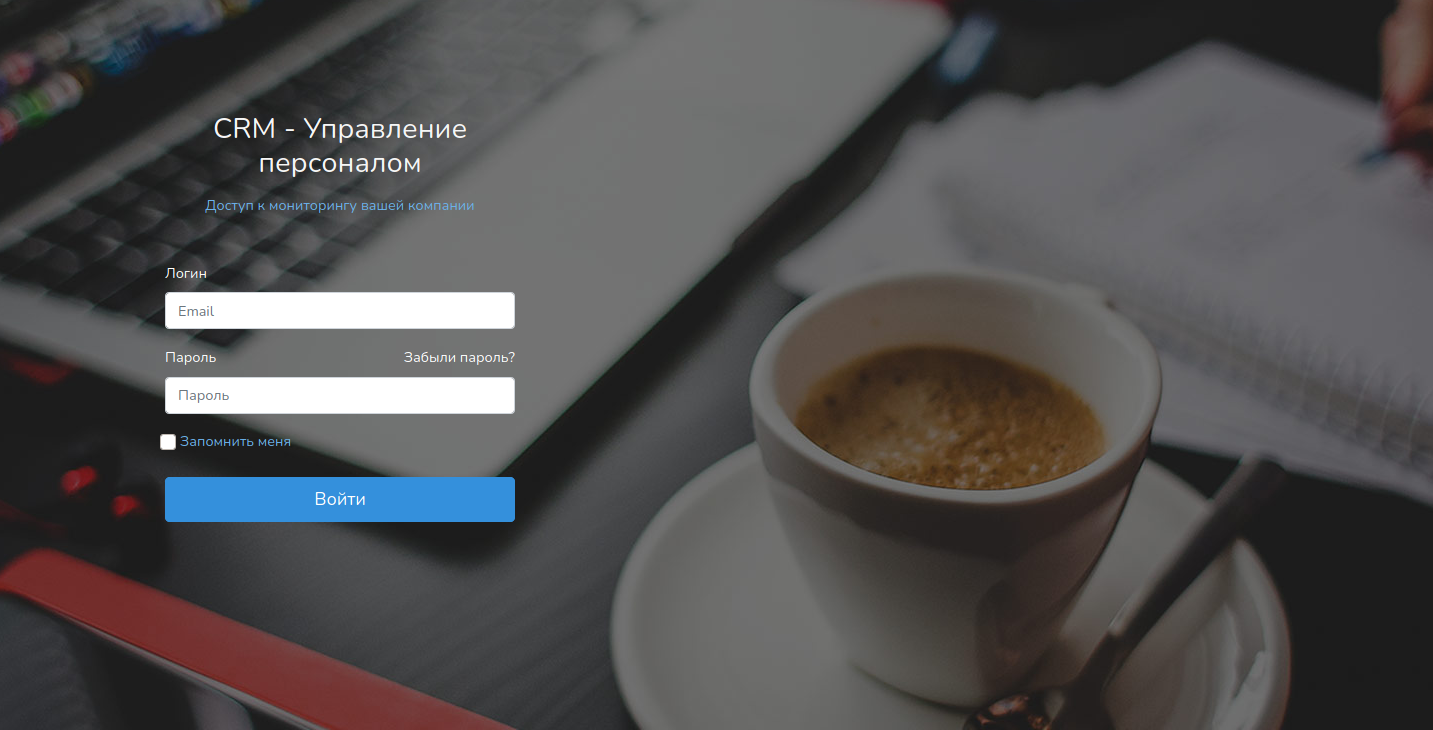 CRM - Управление
персоналом
Доступ к мониторингу вашей компании
Логин
Email
Пароль
Забыли пароль?
Пароль
Запомнить меня
Войти